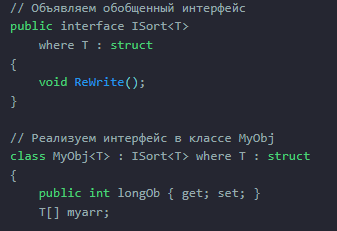 // Объявляем обобщенный интерфейс
public interface ISort<T>
    where T : struct
{
    void ReWrite();
}

// Реализуем интерфейс в классе MyObj
class MyObj<T> : ISort<T> where T : struct
{
    public int longOb { get; set; }
    T[] myarr;